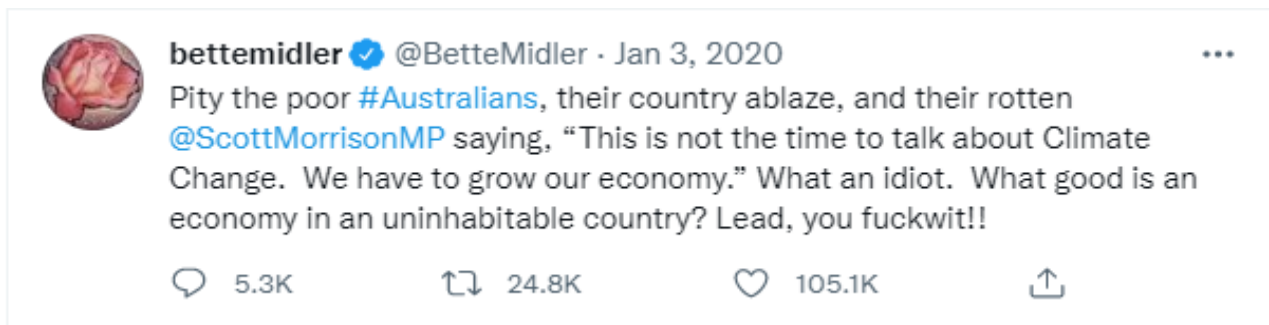 bettemidler @BetteMidler · Jan 3, 2020
Pity the poor #Australians, their country ablaze, and their rotten
@ScottMorrisonMP saying, “This is not the time to talk about Climate
Change.  We have to grow our economy.” What an idiot.  What good is an
economy in an uninhabitable country? Lead, you fuckwit!!
5.3K 24.8K 105.1K